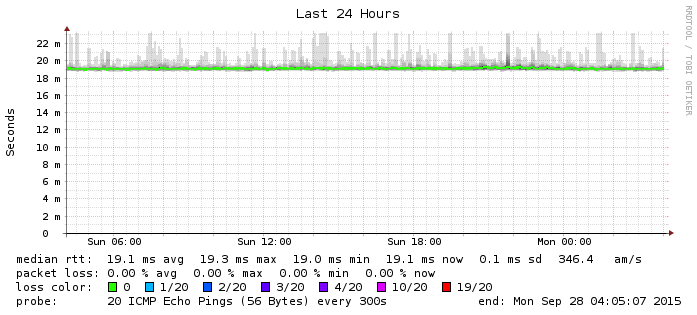 Last 24 Hours
RRDTOOL / TOBI OETIKER
Seconds
22 m
20 m
18 m
16 m
14 m
12 m
10 m
8 m
6 m
4 m
2 m
0
Sun 06:00 Sun 12:00 Sun 18:00 Mon 00:00
median rtt: 19.1 ms avg 19.3 ms max 19.0 ms min 19.1 ms now 0.1 ms sd 346.4 am/s
packet loss: 0.00 % avg 0.00 % max 0.00 % min 0.00 % now
loss color: 0 1/20 2/20 3/20 4/20 10/20 19/20
probe: 20 ICMP Echo Pings (56 Bytes) every 300s end: Mon Sep 28 04:05:07 2015